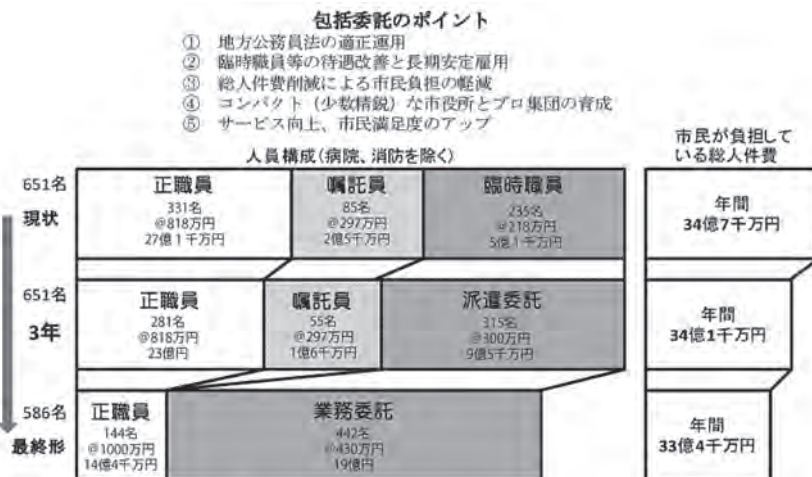 包括委託のポイント
① 地方公務員法の適正運用
② 臨時職員等の待遇改善と長期安定雇用
③ 総人件費削減による市民負担の軽減
④ コンパクト（少数精鋭）な市役所とプロ集団の育成
⑤ サービス向上、市民満足度のアップ
人員構成（病院、消防を除く）
市民が負担して
いる総人件費
651名
現状
正職員
331名
@818万円
27億1千万円
嘱託員
85名
@297万円
2億5千万円
臨時職員
235名
@218万円
5億1千万円
年間
34億7千万円
651名
3年
正職員
281名
@818万円
23億円
嘱託員
55名
@297万円
1億6千万円
派遣委託
315名
@300万円
9億5千万円
年間
34億1千万円
586名
最終形
正職員
144名
@1000万円
14億4千万円
業務委託
442名
@430万円
19億円
年間
33億4千万円